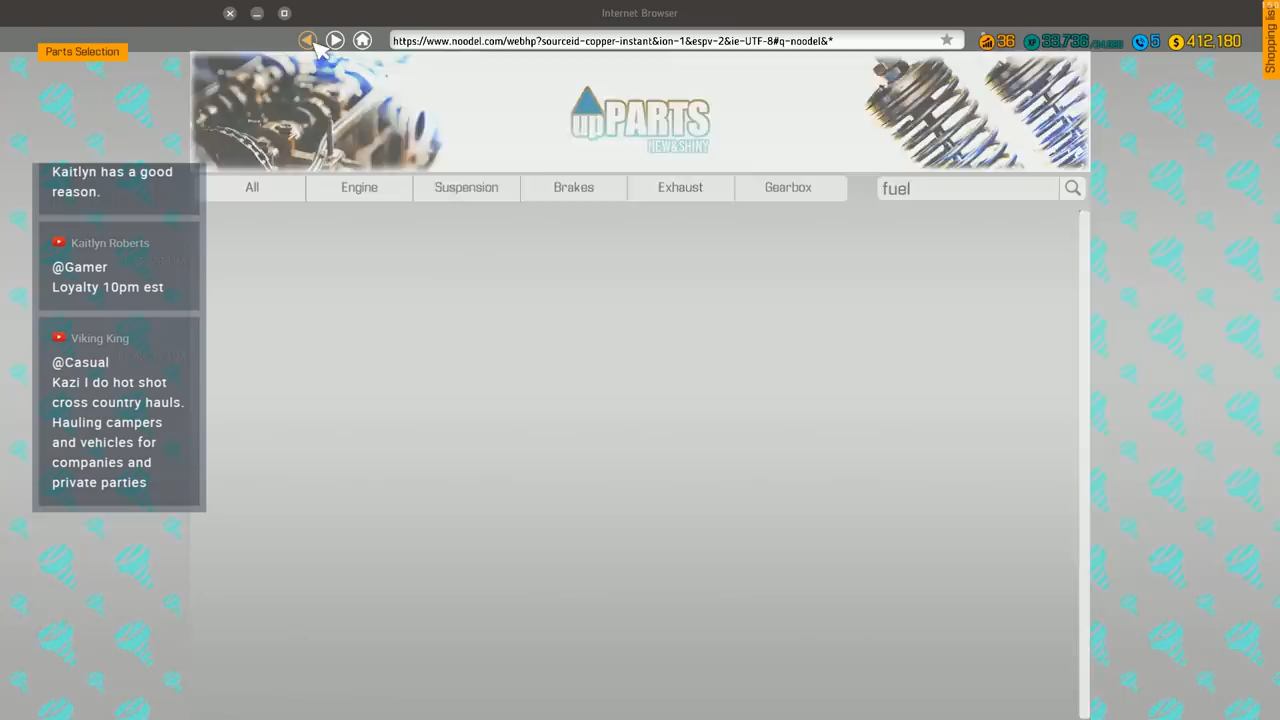 Internet Browser
https://www.noodel.com/webhp?sourceid-copper-instant&ion-1&espv-2&ie-UTF-8#q-noodel&*
36
33,736
5
$ 412,180
Shopping list
Parts Selection
upPARTS
NEW&SHINY
All
Engine
Suspension
Brakes
Exhaust
Gearbox
fuel
Kaitlyn has a good
reason.
Kaitlyn Roberts
@Gamer
Loyalty 10pm est
Viking King
@Casual
Kazi I do hot shot
cross country hauls.
Hauling campers
and vehicles for
companies and
private parties